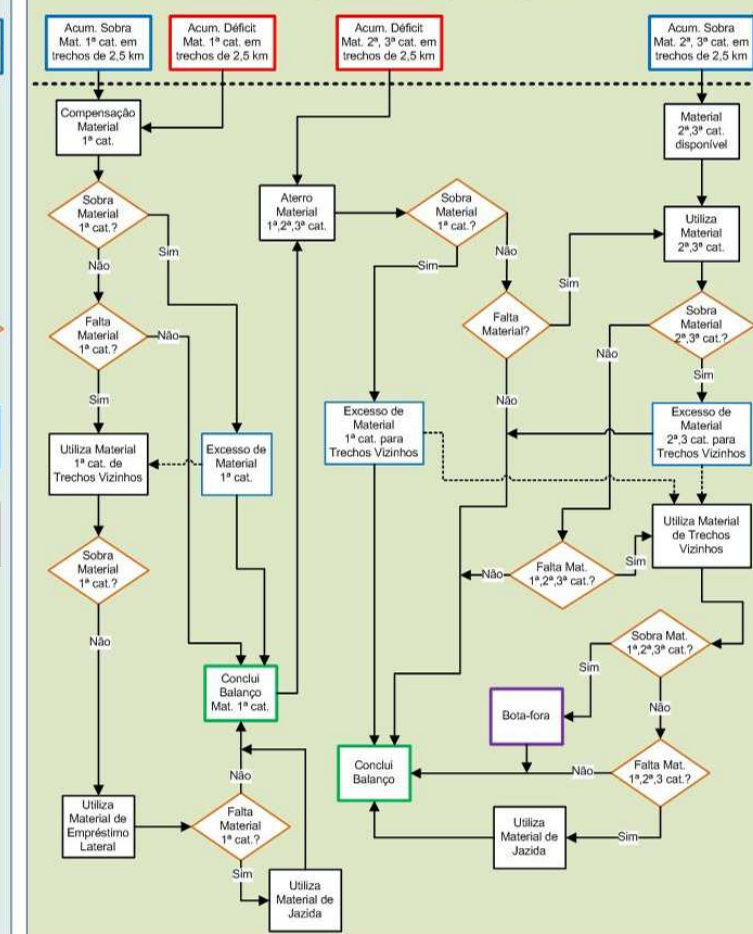 Acum. Sobra
Mat. 1ª cat. em
trechos de 2,5 km
Acum. Déficit
Mat. 1ª cat. em
trechos de 2,5 km
Acum. Déficit
Mat. 2ª, 3ª cat. em
trechos de 2,5 km
Acum. Sobra
Mat. 2ª, 3ª cat. em
trechos de 2,5 km
Compensação
Material
1ª cat.
Material
2ª,3ª cat.
disponível
Sobra
Material
1ª cat.?
Aterro
Material
1ª,2ª,3ª cat.
Sobra
Material
1ª cat.?
Utiliza
Material
2ª,3ª cat.
Sim
Não
Sim
Não
Sim
Falta
Material
1ª cat.?
Não
Falta
Material?
Sobra
Material
2ª,3ª cat.?
Não
Sim
Sim
Não
Utiliza Material
1ª cat. de
Trechos Vizinhos
Excesso de
Material
1ª cat.
Excesso de
Material
1ª cat. para
Trechos Vizinhos
Excesso de
Material
2ª,3 cat. para
Trechos Vizinhos
Utiliza Material
de Trechos
Vizinhos
Sobra
Material
1ª cat.?
Não
Falta Mat.
1ª,2ª,3ª cat.?
Sim
Não
Sobra Mat.
1ª,2ª,3ª cat.?
Sim
Não
Conclui
Balanço
Mat. 1ª cat.
Bota-fora
Conclui
Balanço
Não
Falta Mat.
1ª,2ª,3 cat.?
Não
Utiliza
Material de
Empréstimo
Lateral
Falta
Material
1ª cat.?
Utiliza
Material de
Jazida
Sim
Sim
Utiliza
Material de
Jazida